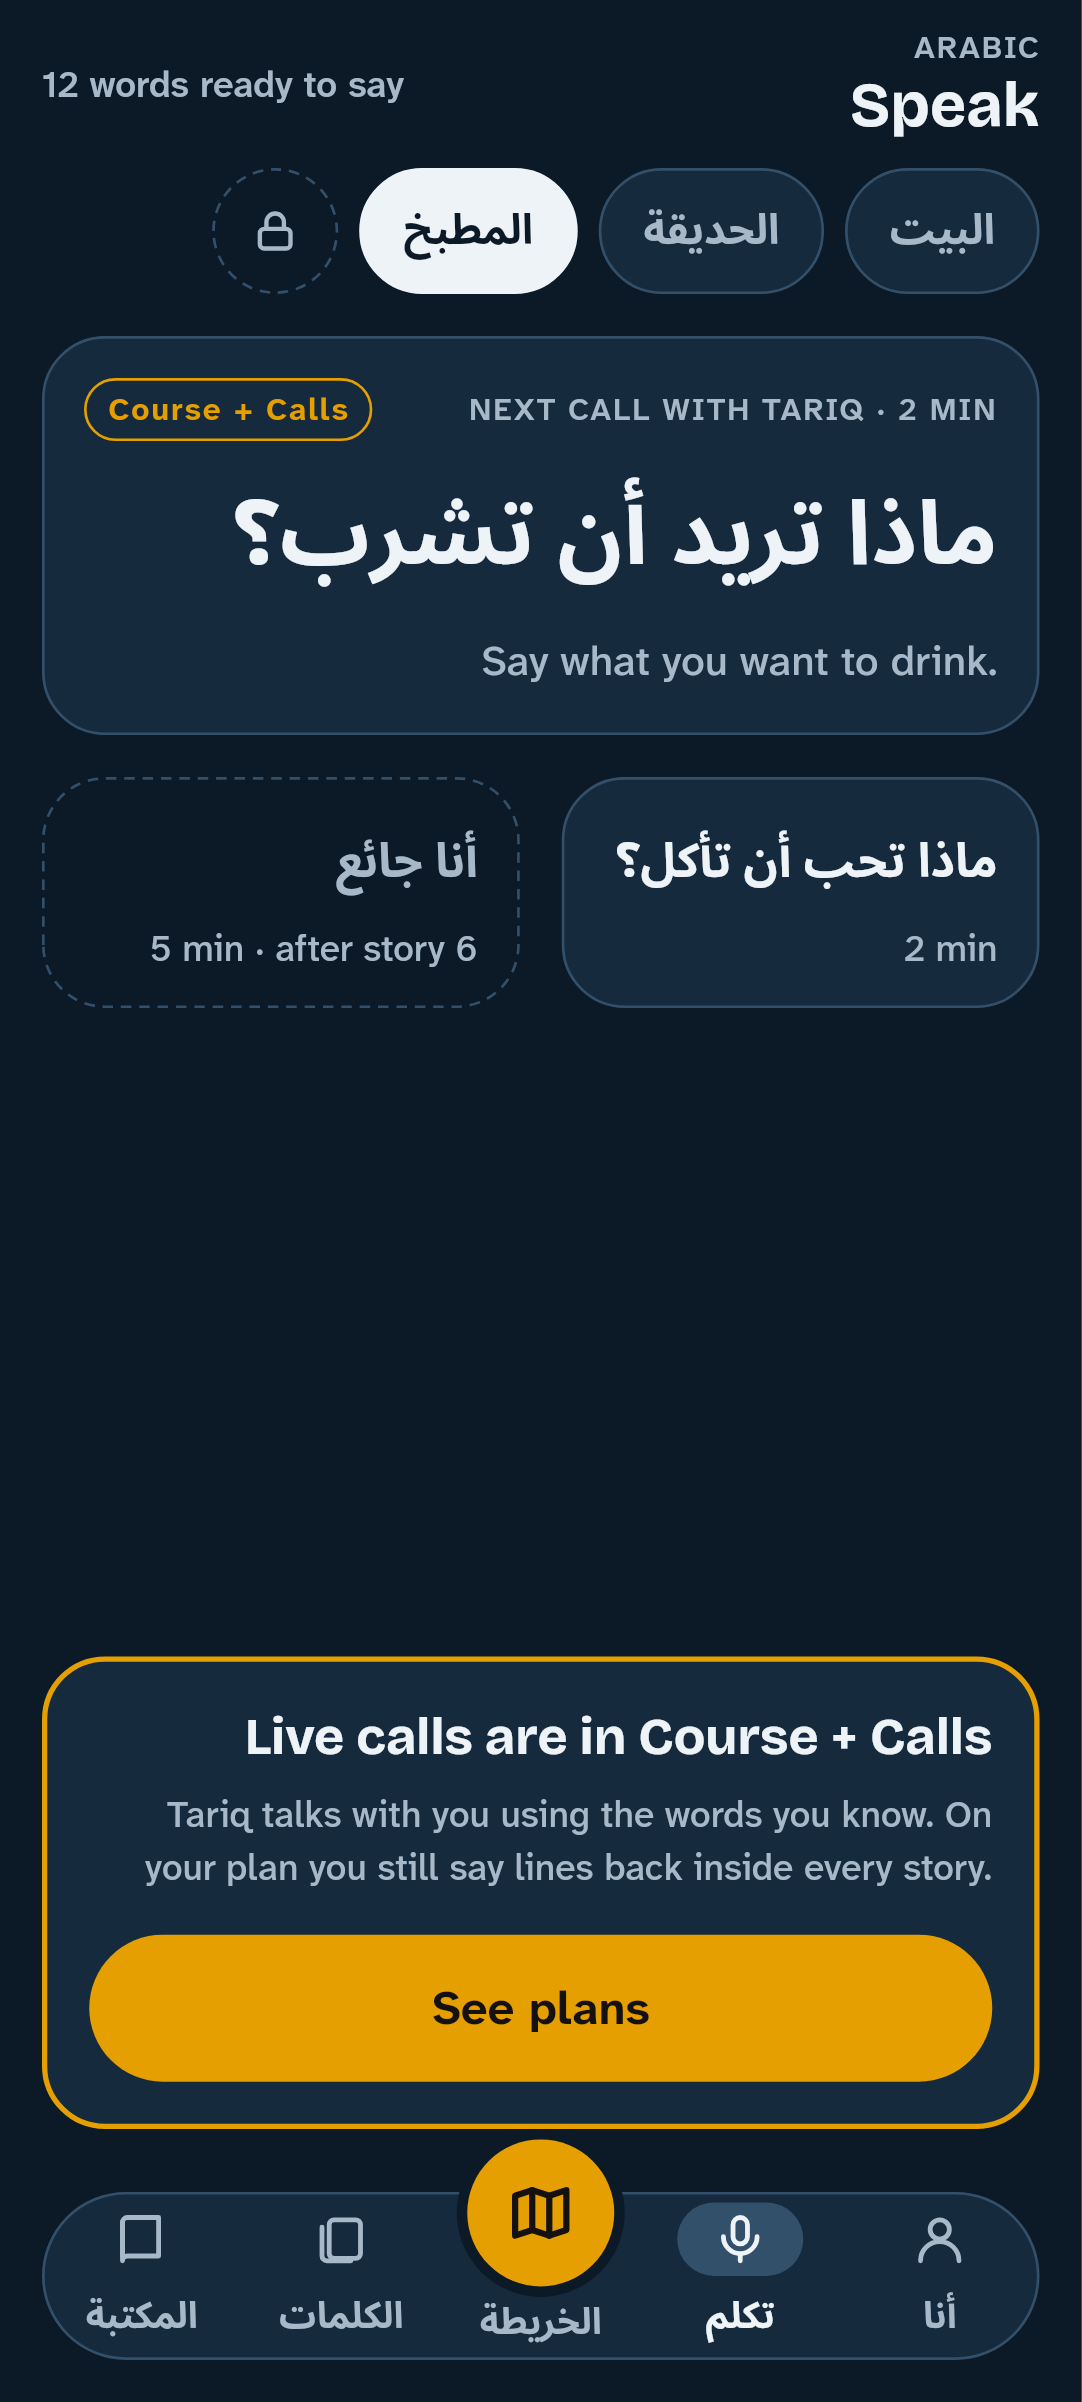 ARABIC
Speak
12 words ready to say
البيت
الحديقة
المطبخ
NEXT CALL WITH TARIQ · 2 MIN
Course + Calls
ماذا تريد أن تشرب؟
Say what you want to drink.
ماذا تحب أن تأكل؟
2 min
أنا جائع
5 min · after story 6
Live calls are in Course + Calls
Tariq talks with you using the words you know. On
your plan you still say lines back inside every story.
See plans
أنا
تكلم
الخريطة
الكلمات
المكتبة